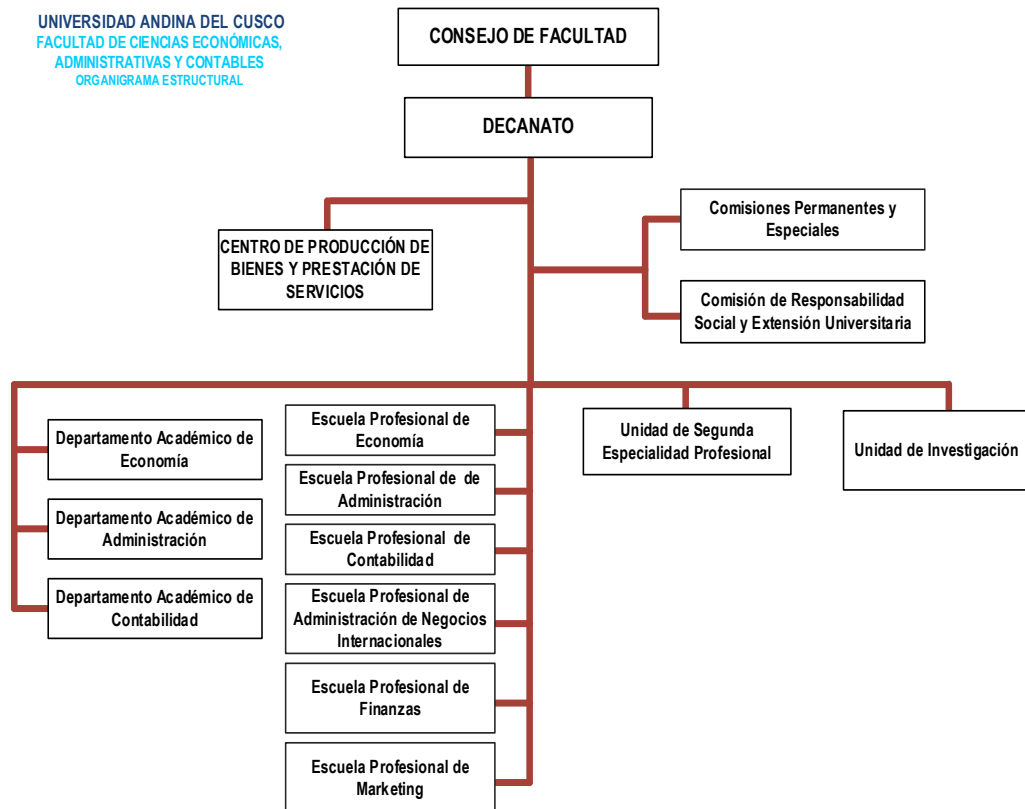 UNIVERSIDAD ANDINA DEL CUSCO
FACULTAD DE CIENCIAS ECONÓMICAS,
ADMINISTRATIVAS Y CONTABLES
ORGANIGRAMA ESTRUCTURAL
CONSEJO DE FACULTAD
DECANATO
CENTRO DE PRODUCCIÓN DE
BIENES Y PRESTACIÓN DE
SERVICIOS
Comisiones Permanentes y
Especiales
Comisión de Responsabilidad
Social y Extensión Universitaria
Departamento Académico de
Economía
Departamento Académico de
Administración
Departamento Académico de
Contabilidad
Escuela Profesional de
Economía
Escuela Profesional de de
Administración
Escuela Profesional de
Contabilidad
Escuela Profesional de
Administración de Negocios
Internacionales
Escuela Profesional de
Finanzas
Escuela Profesional de
Marketing
Unidad de Segunda
Especialidad Profesional
Unidad de Investigación